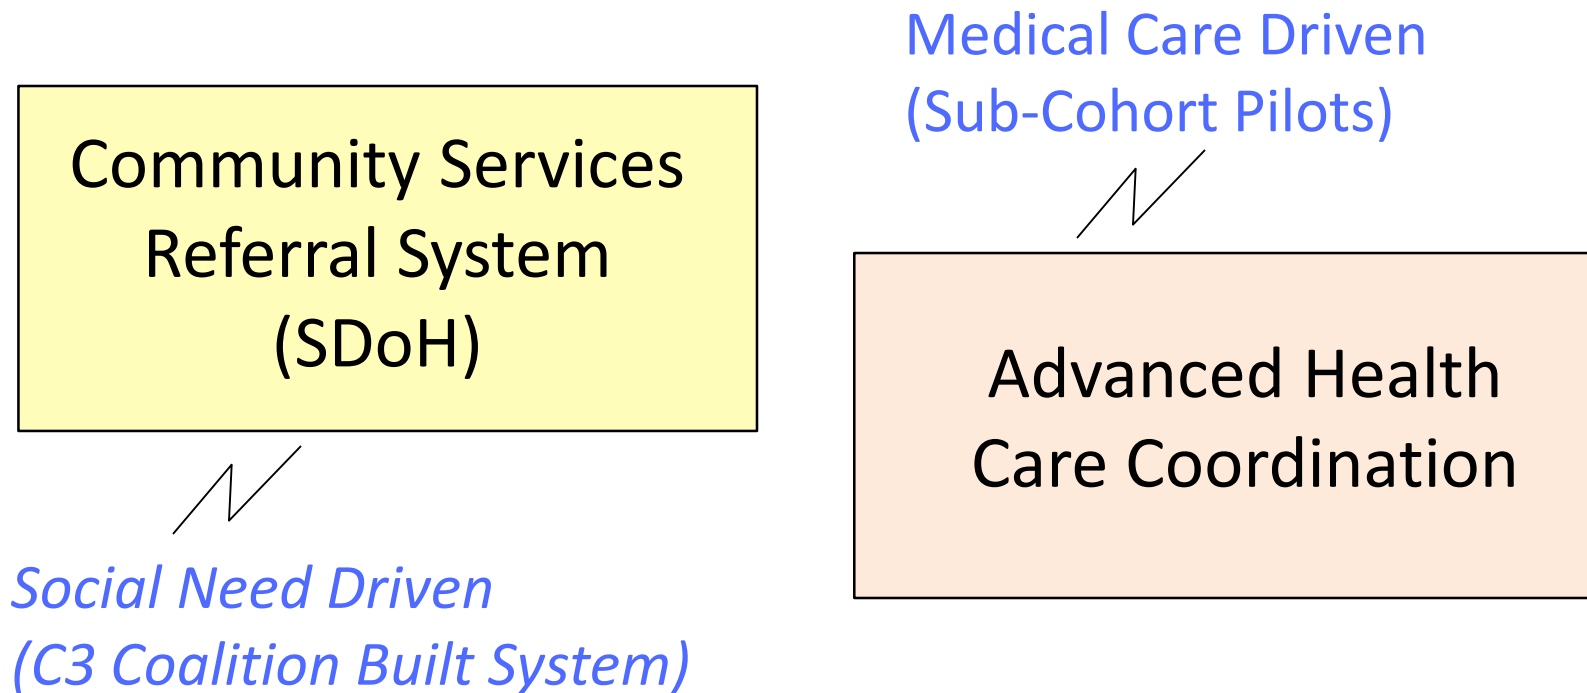 Community Services
Referral System
(SDoH)
Social Need Driven
(C3 Coalition Built System)
Medical Care Driven
(Sub-Cohort Pilots)
Advanced Health
Care Coordination